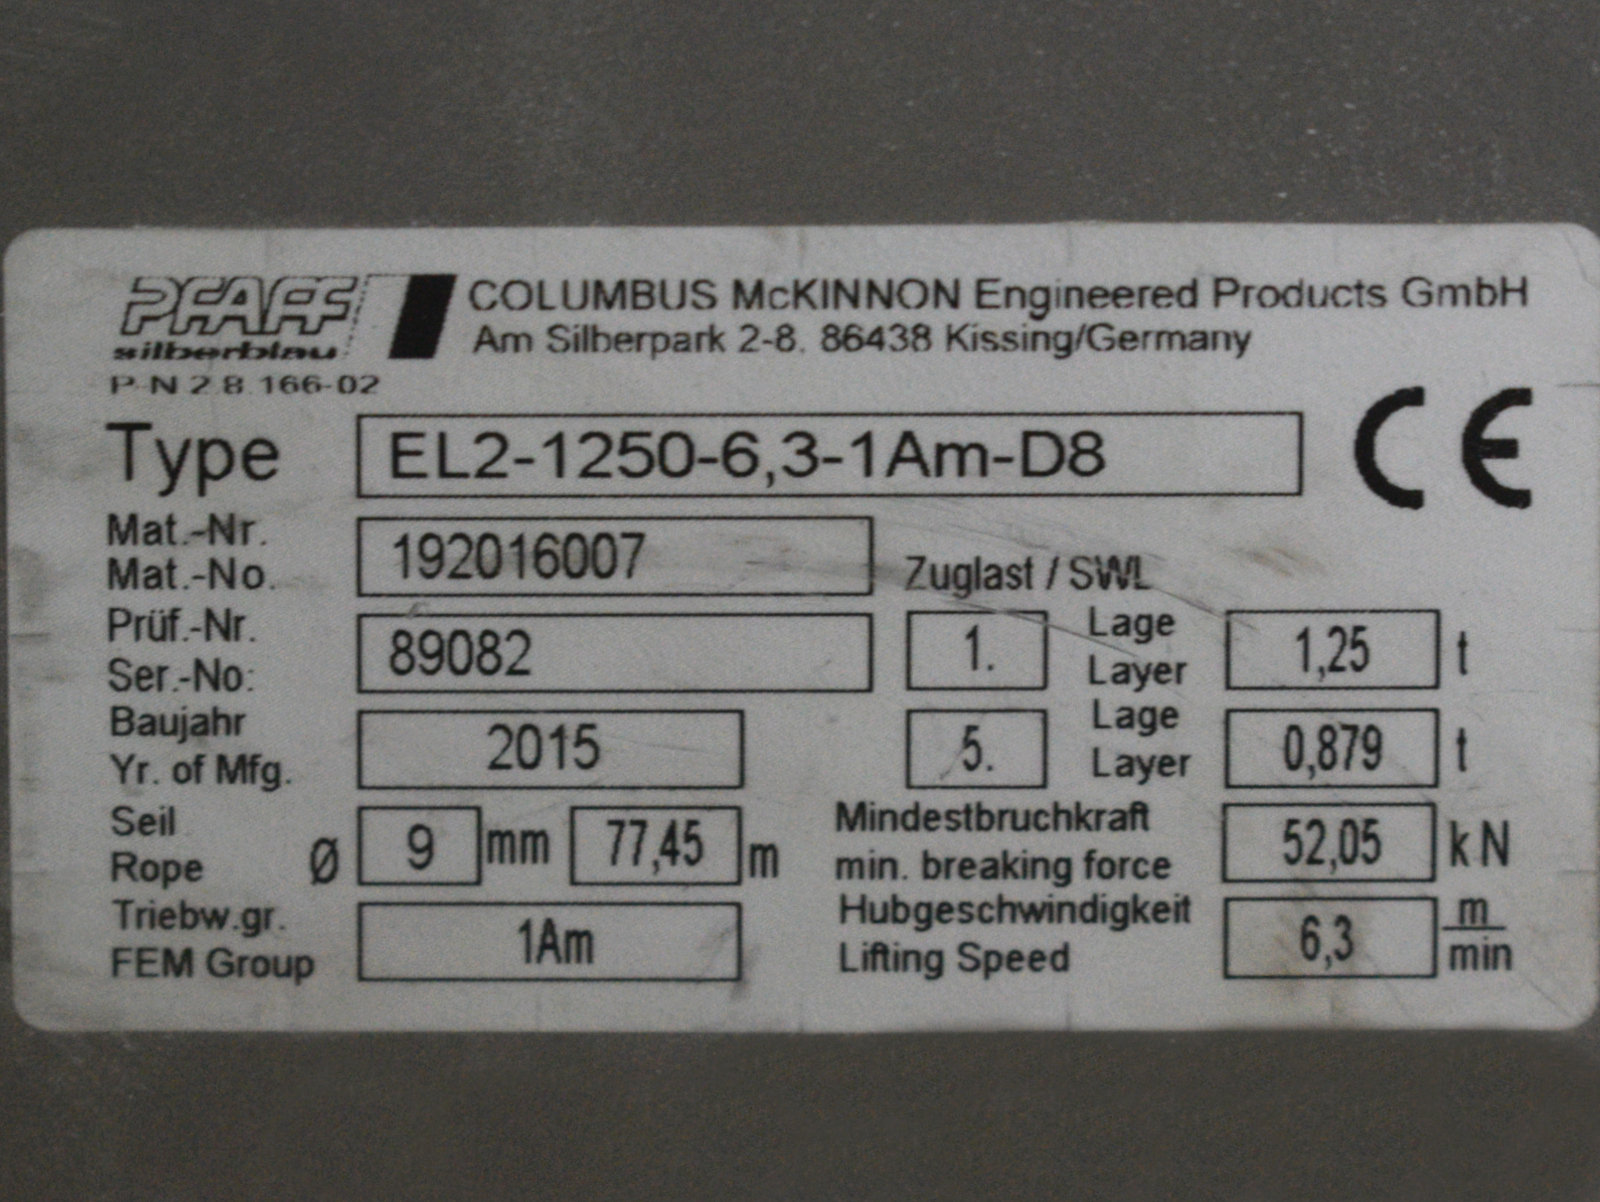 PFAFF silberblau COLUMBUS McKINNON Engineered Products GmbH
Am Silberpark 2-8. 86438 Kissing/Germany
P-N 2.8.166-02
Type EL2-1250-6,3-1Am-D8 CE
Mat.-Nr.
Mat.-No. 192016007 Zuglast / SWL
Prüf.-Nr.
Ser.-No: 89082 1. Lage
Layer 1,25 t
Baujahr
Yr. of Mfg. 2015 5. Lage
Layer 0,879 t
Seil
Rope Ø 9 mm 77,45 m Mindestbruchkraft
min. breaking force 52,05 kN
Triebw.gr.
FEM Group 1Am Hubgeschwindigkeit
Lifting Speed 6,3 m
min